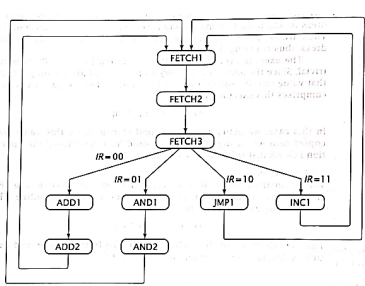 FETCH1
FETCH2
FETCH3
IR=00
IR=01
IR=10
IR=11
ADD1
AND1
JMP1
INC1
ADD2
AND2